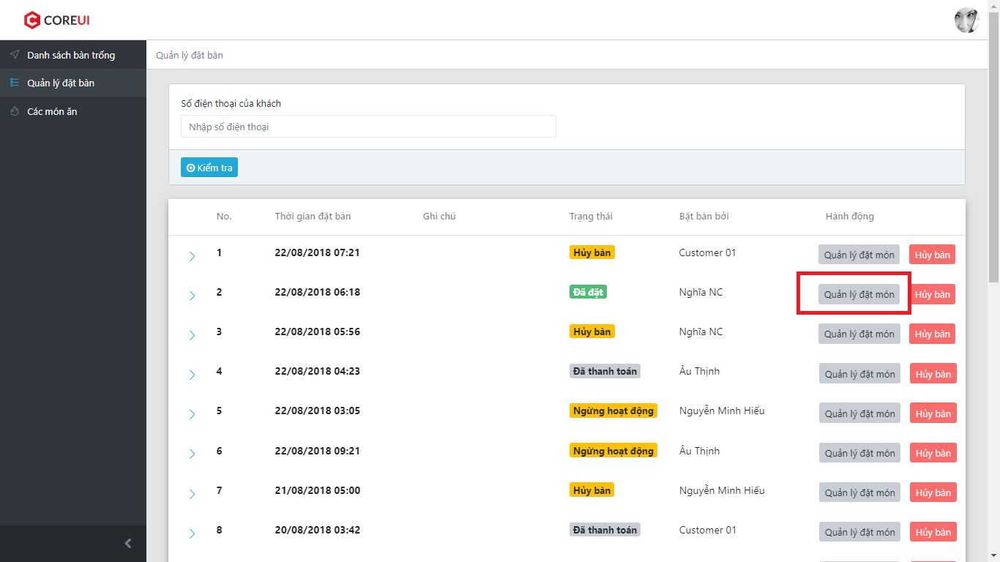 COREUI
Danh sách bàn trống
Quản lý đặt bàn
Các món ăn
Quản lý đặt bàn
Số điện thoại của khách
Nhập số điện thoại
Kiểm tra
No. Thời gian đặt bàn Ghi chú Trạng thái Bặt bàn bởi Hành động
1 22/08/2018 07:21 Hủy bàn Customer 01 Quản lý đặt món Hủy bàn
2 22/08/2018 06:18 Đã đặt Nghĩa NC Quản lý đặt món Hủy bàn
3 22/08/2018 05:56 Hủy bàn Nghĩa NC Quản lý đặt món Hủy bàn
4 22/08/2018 04:23 Đã thanh toán Âu Thịnh Quản lý đặt món Hủy bàn
5 22/08/2018 03:05 Ngừng hoạt động Nguyễn Minh Hiếu Quản lý đặt món Hủy bàn
6 22/08/2018 09:21 Ngừng hoạt động Âu Thịnh Quản lý đặt món Hủy bàn
7 21/08/2018 05:00 Hủy bàn Nguyễn Minh Hiếu Quản lý đặt món Hủy bàn
8 20/08/2018 03:42 Đã thanh toán Customer 01 Quản lý đặt món Hủy bàn